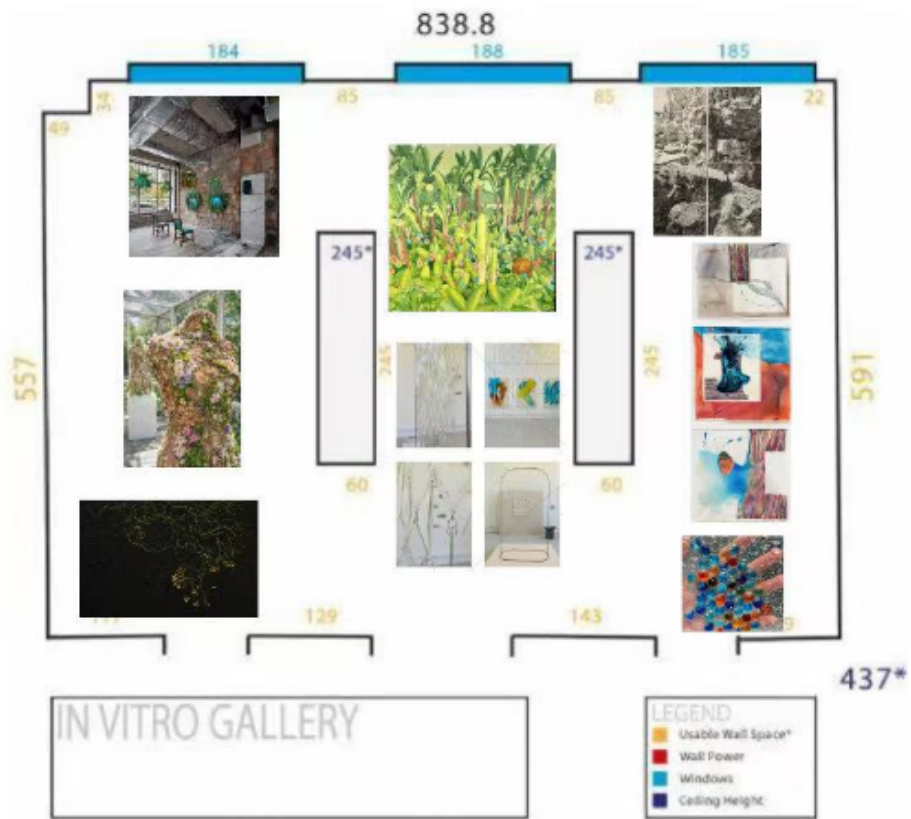 838.8
184 188 185
34 85 85 22
49
245* 245*
557 245 245 591
60 60
129 143
437*
IN VITRO GALLERY
LEGEND
Usable Wall Space*
Wall Power
Windows
Ceiling Height